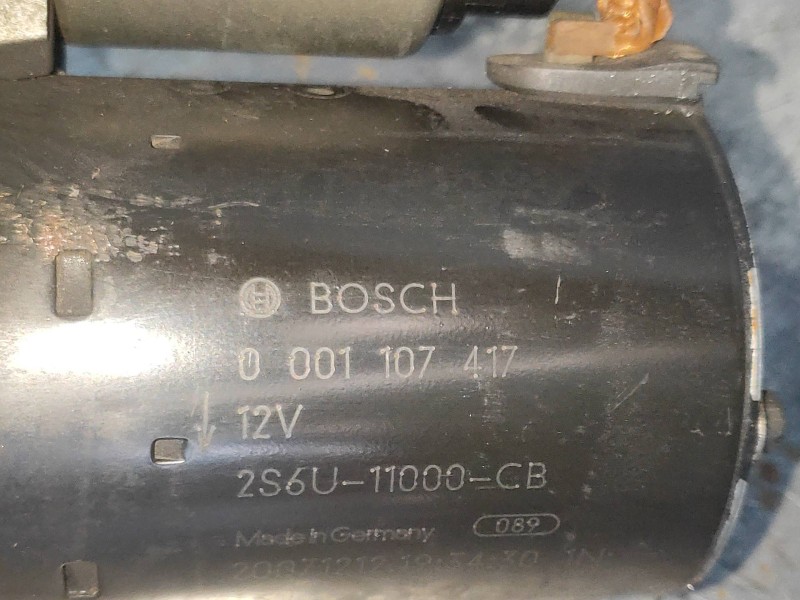 BOSCH
0 001 107 417
12V
2S6U-11000-CB
089
Made in Germany